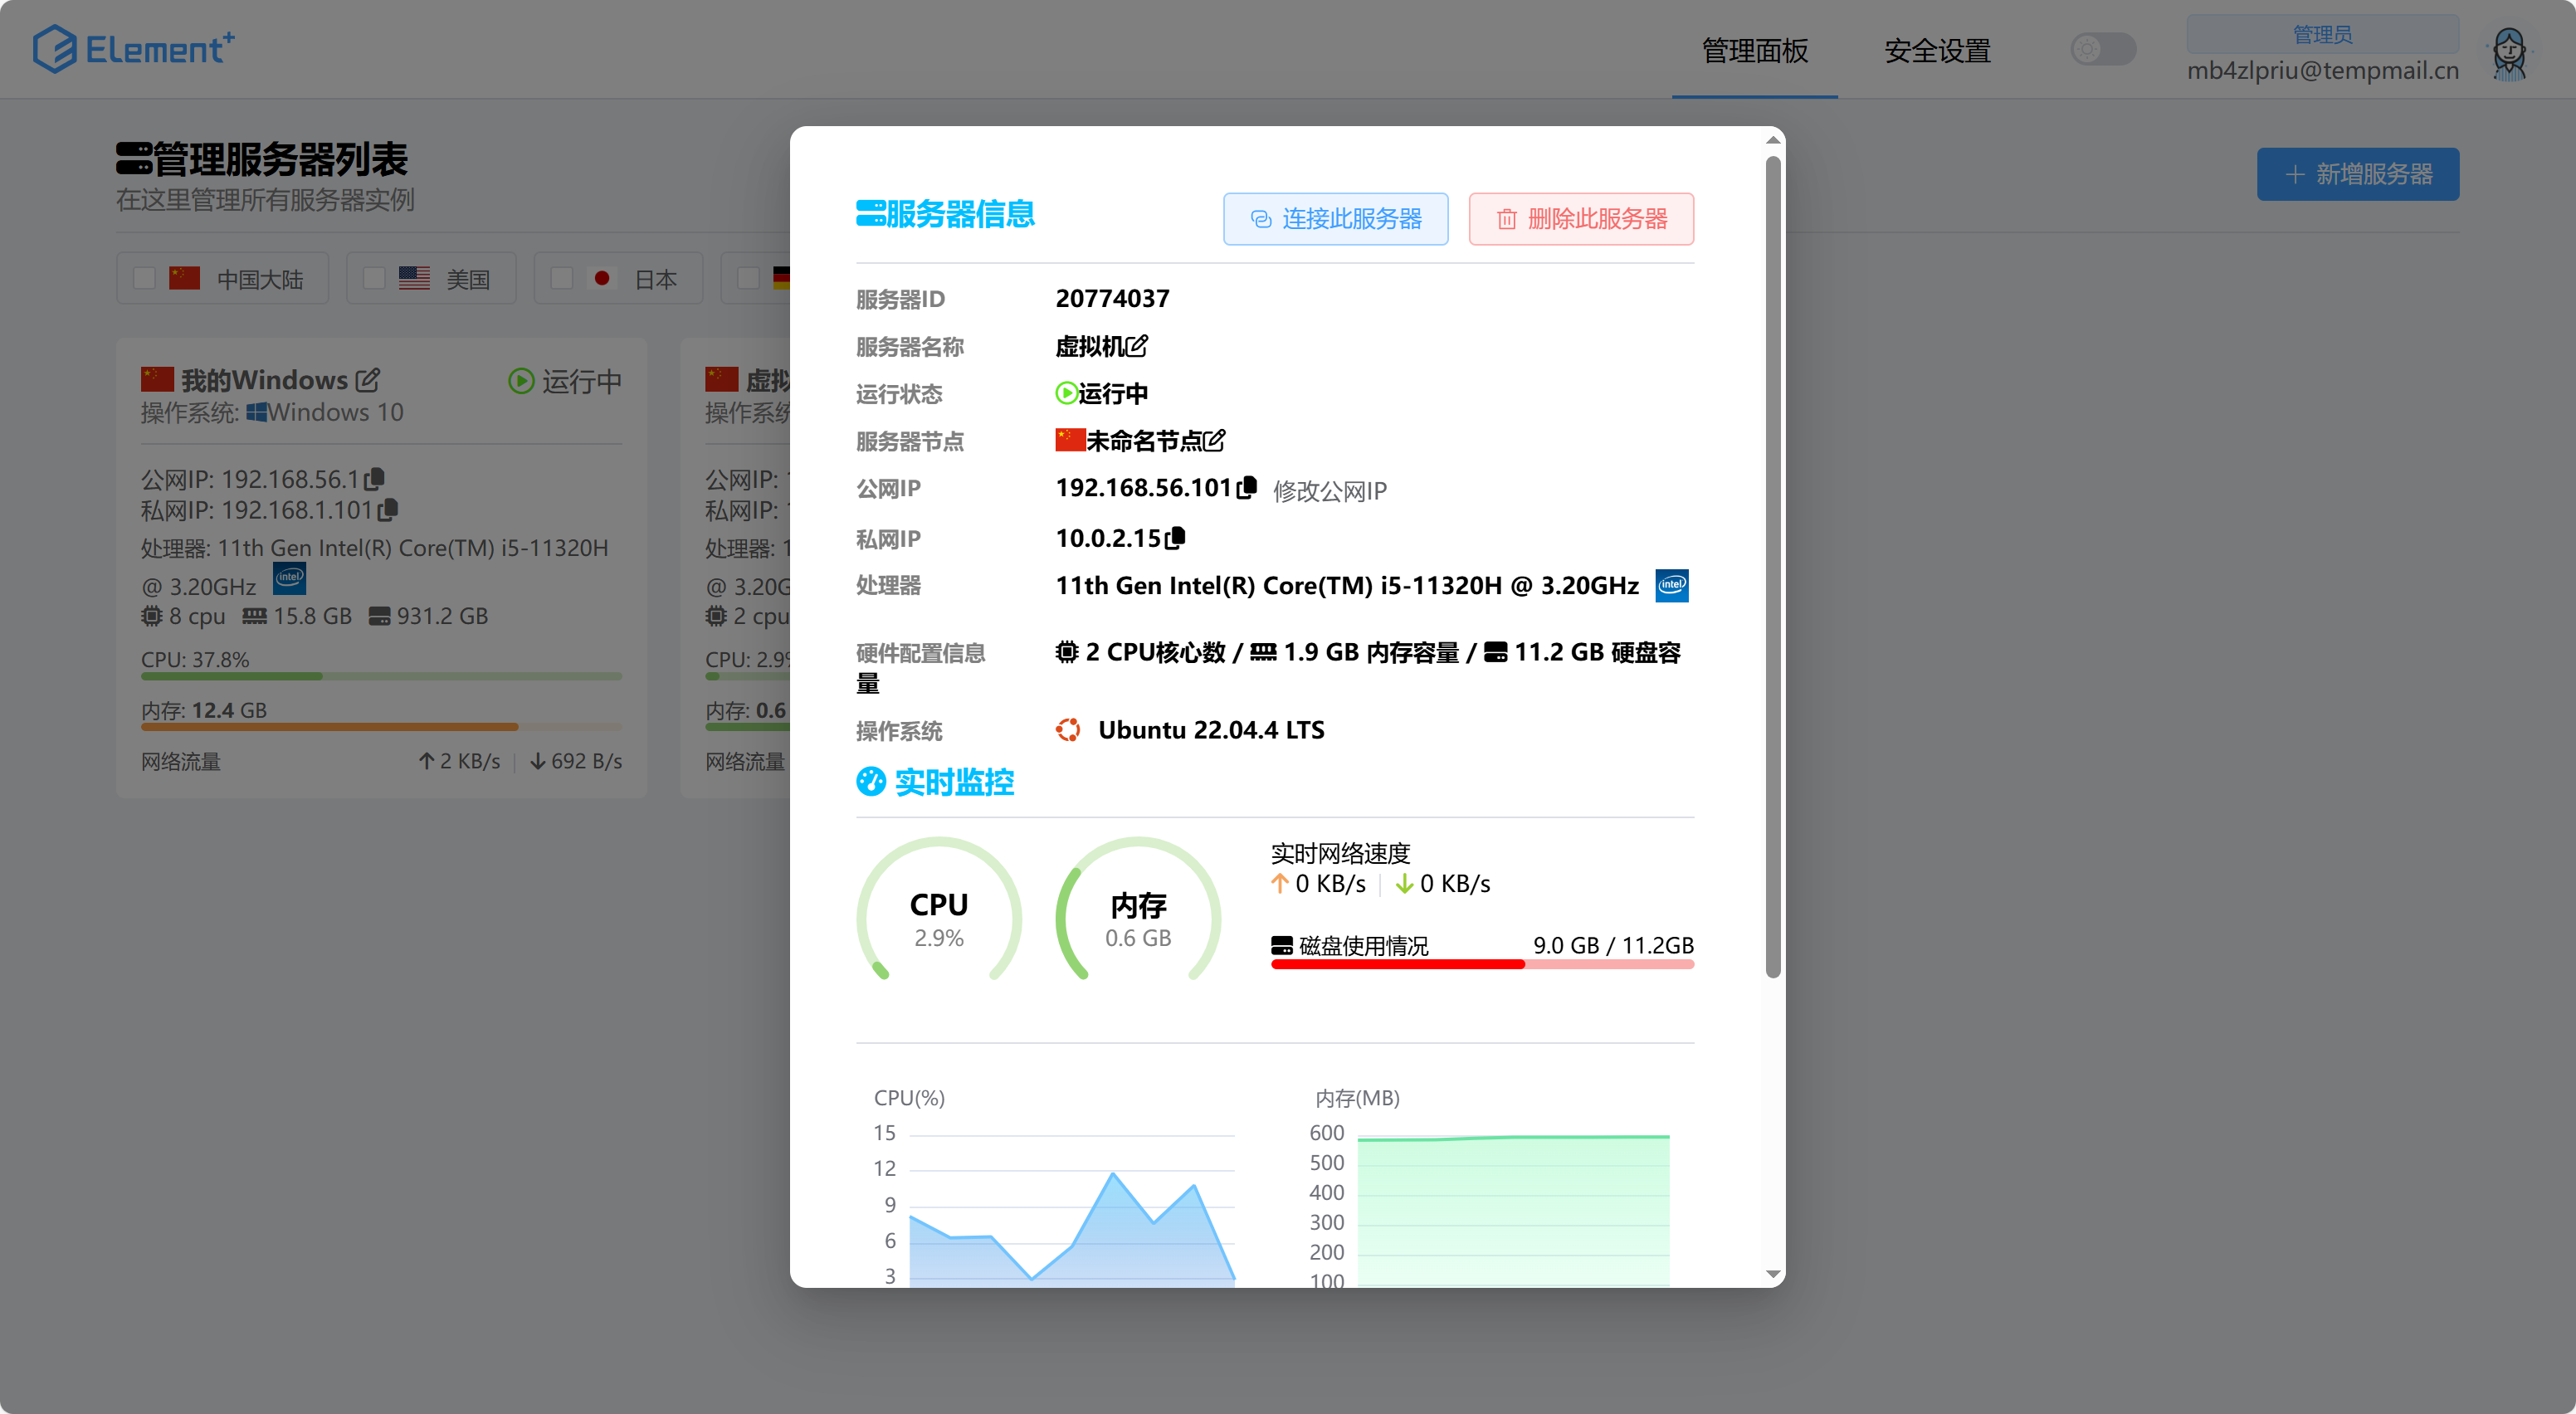 Element+
管理面板
安全设置
管理员
mb4zlpriu@tempmail.cn
管理服务器列表
在这里管理所有服务器实例
新增服务器
中国大陆
美国
日本
我的Windows
运行中
操作系统: Windows 10
公网IP: 192.168.56.1
私网IP: 192.168.1.101
处理器: 11th Gen Intel(R) Core(TM) i5-11320H
@ 3.20GHz intel
8 cpu 15.8 GB 931.2 GB
CPU: 37.8%
内存: 12.4 GB
网络流量 2 KB/s 692 B/s
操作系统
公网IP:
私网IP:
处理器:
2 cpu
CPU: 2.9%
内存: 0.6
网络流量
服务器信息
连接此服务器
删除此服务器
服务器ID 20774037
服务器名称 虚拟机
运行状态 运行中
服务器节点 未命名节点
公网IP 192.168.56.101 修改公网IP
私网IP 10.0.2.15
处理器 11th Gen Intel(R) Core(TM) i5-11320H @ 3.20GHz intel
硬件配置信息 2 CPU核心数 / 1.9 GB 内存容量 / 11.2 GB 硬盘容
量
操作系统 Ubuntu 22.04.4 LTS
实时监控
CPU
2.9%
内存
0.6 GB
实时网络速度
0 KB/s 0 KB/s
磁盘使用情况 9.0 GB / 11.2GB
CPU(%)
15
12
9
6
3
内存(MB)
600
500
400
300
200
100